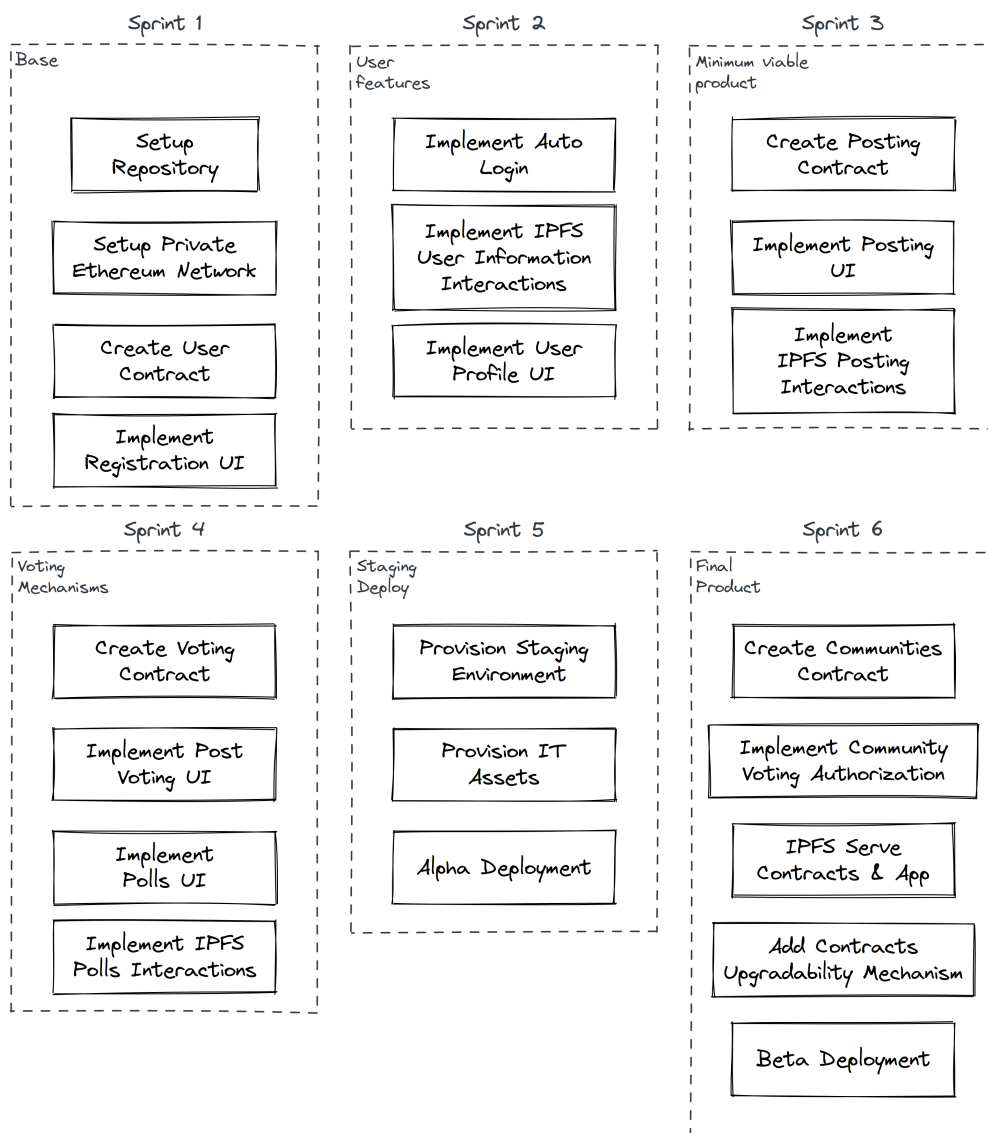 Sprint 1
Base
Setup
Repository
Setup Private
Ethereum Network
Create User
Contract
Implement
Registration UI
Sprint 2
User
features
Implement Auto
Login
Implement IPFS
User Information
Interactions
Implement User
Profile UI
Sprint 3
Minimum viable
product
Create Posting
Contract
Implement Posting
UI
Implement
IPFS Posting
Interactions
Sprint 4
Voting
Mechanisms
Create Voting
Contract
Implement Post
Voting UI
Implement
Polls UI
Implement IPFS
Polls Interactions
Sprint 5
Staging
Deploy
Provision Staging
Environment
Provision IT
Assets
Alpha Deployment
Sprint 6
Final
Product
Create Communities
Contract
Implement Community
Voting Authorization
IPFS Serve
Contracts & App
Add Contracts
Upgradability Mechanism
Beta Deployment